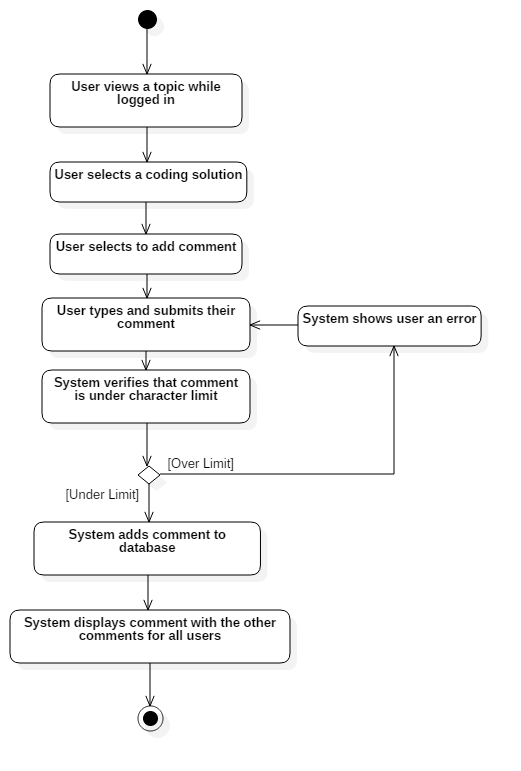 User views a topic while
logged in
User selects a coding solution
User selects to add comment
User types and submits their
comment
System shows user an error
System verifies that comment
is under character limit
[Over Limit]
[Under Limit]
System adds comment to
database
System displays comment with the other
comments for all users